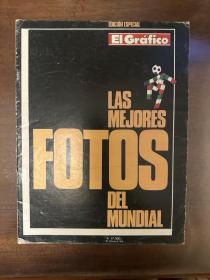 EDICIÓN ESPECIAL
El Gráfico
LAS
MEJORES
FOTOS
DEL
MUNDIAL